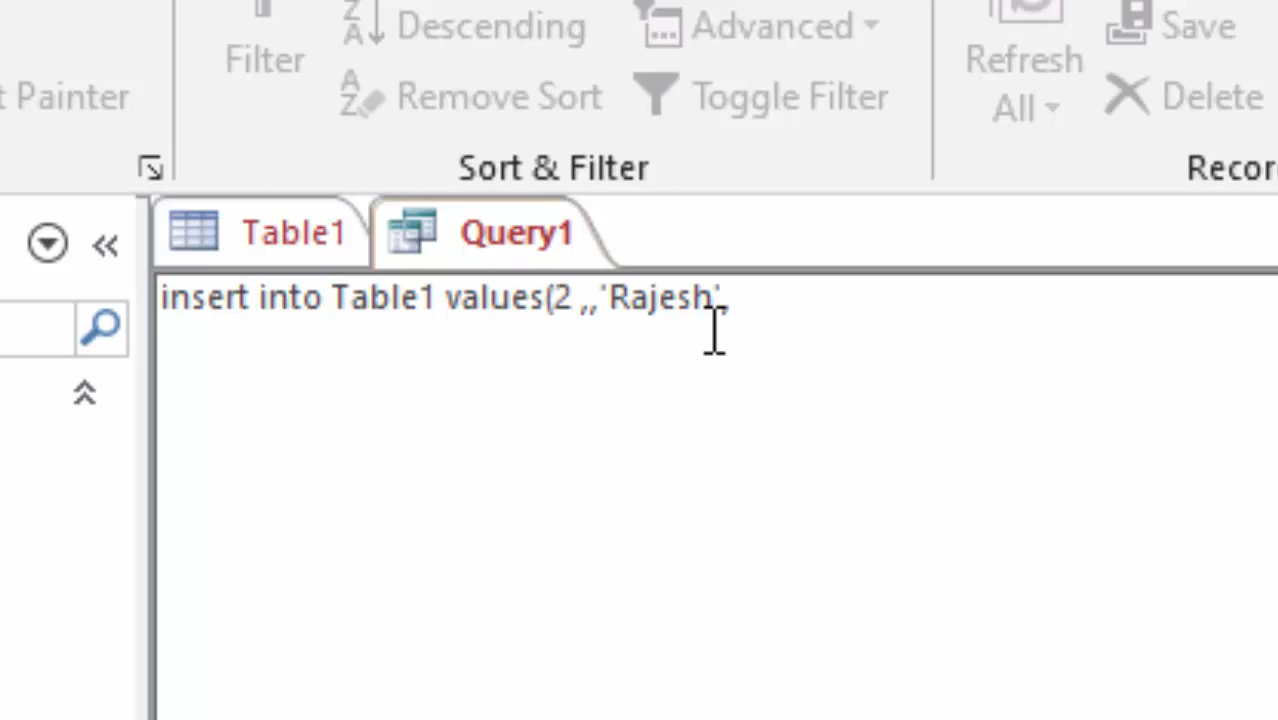 Descending
Advanced
Save
Filter
Refresh
t Painter
Remove Sort
Toggle Filter
All
Delete
Sort & Filter
Recor
Table1
Query1
insert into Table1 values(2 ,,'Rajesh',